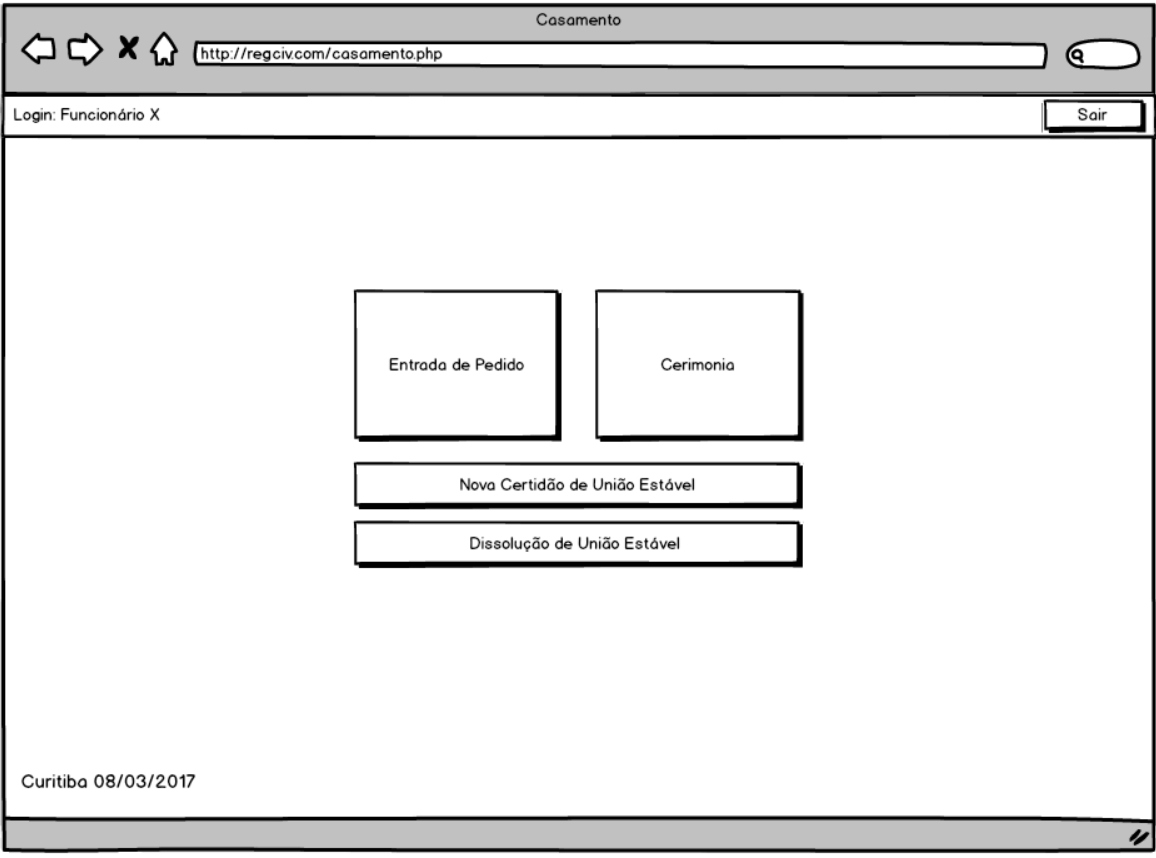 Casamento
http://regciv.com/casamento.php
Login: Funcionário X
Sair
Entrada de Pedido
Cerimonia
Nova Certidão de União Estável
Dissolução de União Estável
Curitiba 08/03/2017